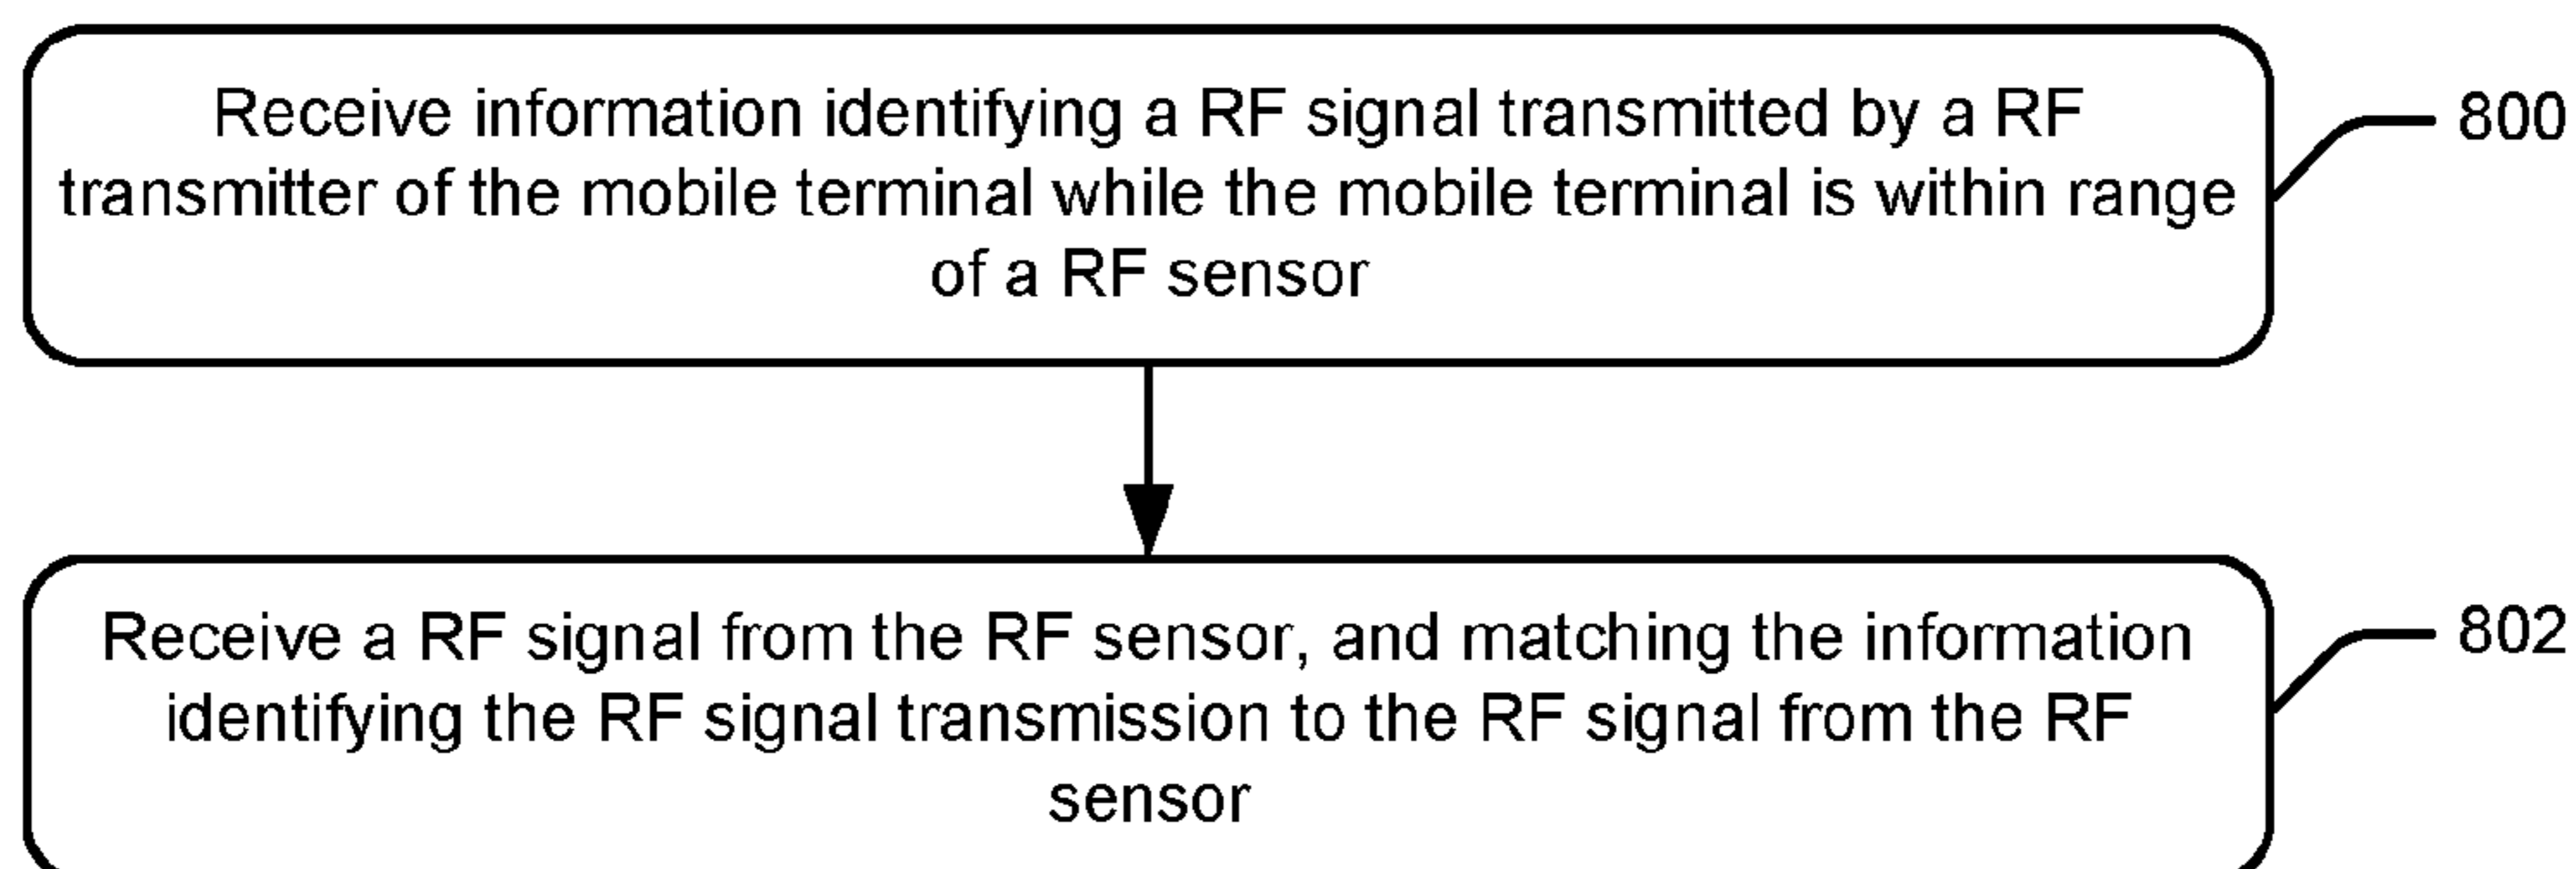 Receive information identifying a RF signal transmitted by a RF
transmitter of the mobile terminal while the mobile terminal is within range
of a RF sensor
800
Receive a RF signal from the RF sensor, and matching the information
identifying the RF signal transmission to the RF signal from the RF
sensor
802